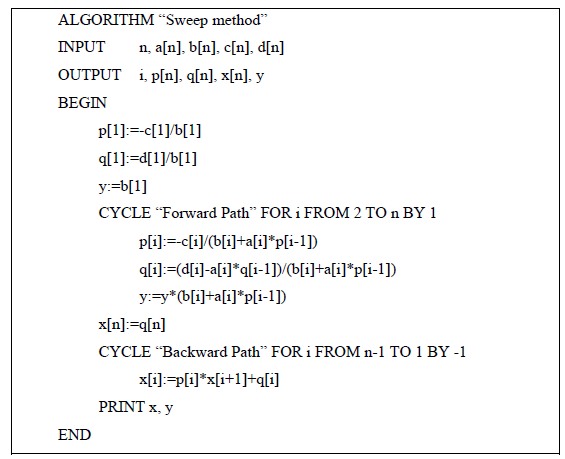 ALGORITHM “Sweep method”
INPUT n, a[n], b[n], c[n], d[n]
OUTPUT i, p[n], q[n], x[n], y
BEGIN
p[1]:=-c[1]/b[1]
q[1]:=d[1]/b[1]
y:=b[1]
CYCLE “Forward Path” FOR i FROM 2 TO n BY 1
p[i]:=-c[i]/(b[i]+a[i]*p[i-1])
q[i]:=(d[i]-a[i]*q[i-1])/(b[i]+a[i]*p[i-1])
y:=y*(b[i]+a[i]*p[i-1])
x[n]:=q[n]
CYCLE “Backward Path” FOR i FROM n-1 TO 1 BY -1
x[i]:=p[i]*x[i+1]+q[i]
PRINT x, y
END